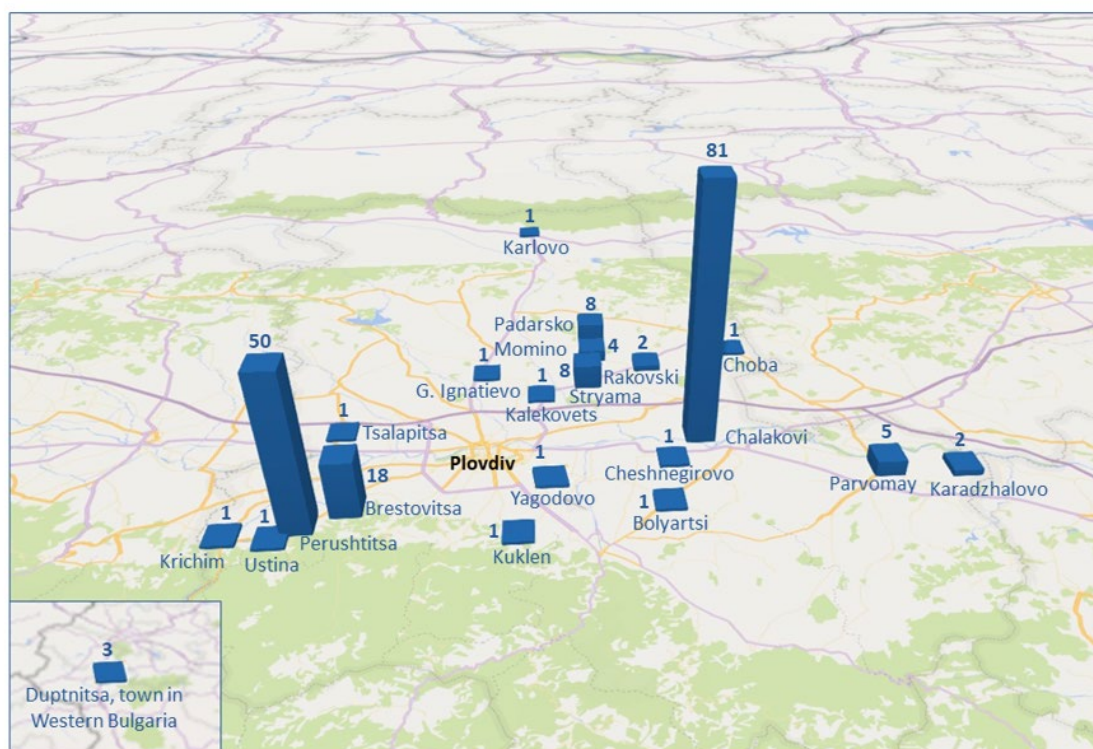 81
1
Karlovo
8
Padarsko
Momino
4
2
1
50
1
1
8
Rakovski
Choba
G. Ignatievo
Stryama
Kalekovets
1
Tsalapitsa
Chalakovi
1
5
2
Plovdiv
1
Cheshnegirovo
18
Parvomay
Karadzhalovo
Yagodovo
Brestovitsa
1
Bolyartsi
1
1
1
Perushtitsa
Krichim
Ustina
Kuklen
3
Duptnitsa, town in
Western Bulgaria